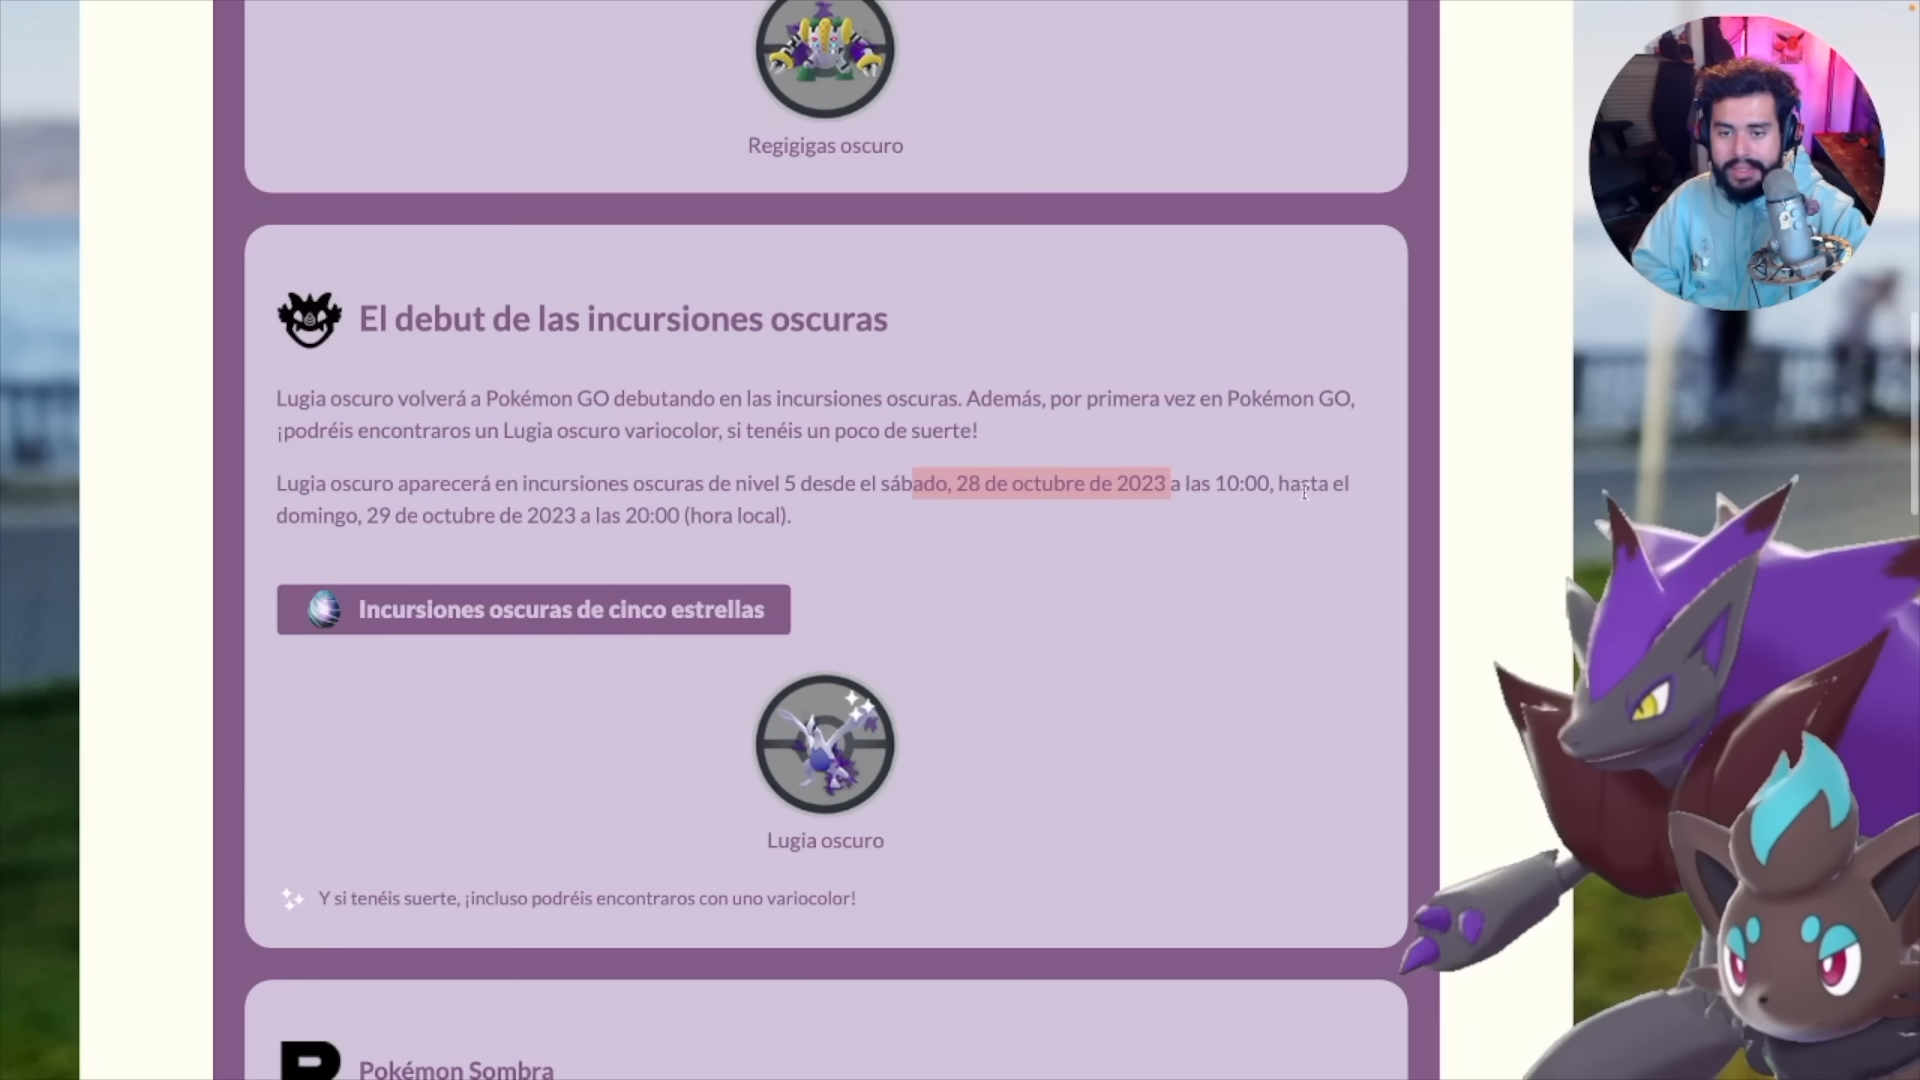 Regigigas oscuro
El debut de las incursiones oscuras
Lugia oscuro volverá a Pokémon GO debutando en las incursiones oscuras. Además, por primera vez en Pokémon GO,
¡podréis encontraros un Lugia oscuro variocolor, si tenéis un poco de suerte!
Lugia oscuro aparecerá en incursiones oscuras de nivel 5 desde el sábado, 28 de octubre de 2023 a las 10:00, hasta el
domingo, 29 de octubre de 2023 a las 20:00 (hora local).
Incursiones oscuras de cinco estrellas
Lugia oscuro
Y si tenéis suerte, ¡incluso podréis encontraros con uno variocolor!
Pokémon Sombra